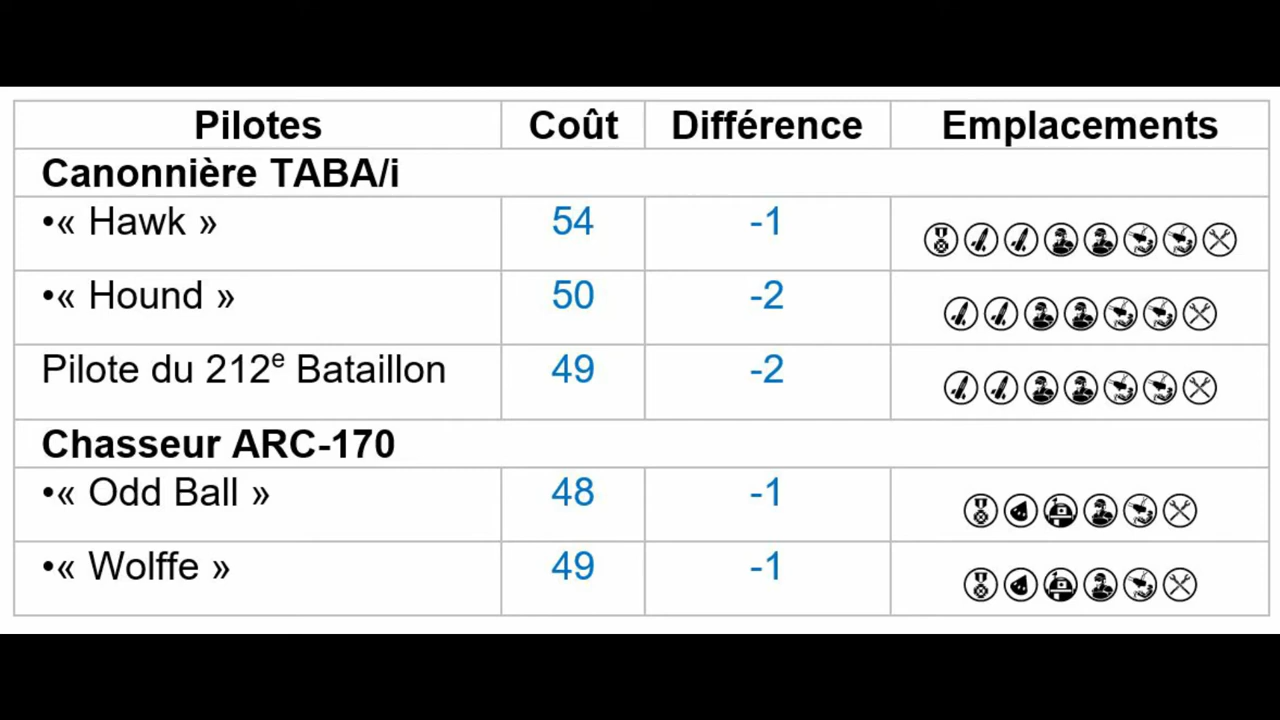 Pilotes Coût Différence Emplacements
Canonnière TABA/i
•« Hawk » 54 -1
•« Hound » 50 -2
Pilote du 212e Bataillon 49 -2
Chasseur ARC-170
•« Odd Ball » 48 -1
•« Wolffe » 49 -1